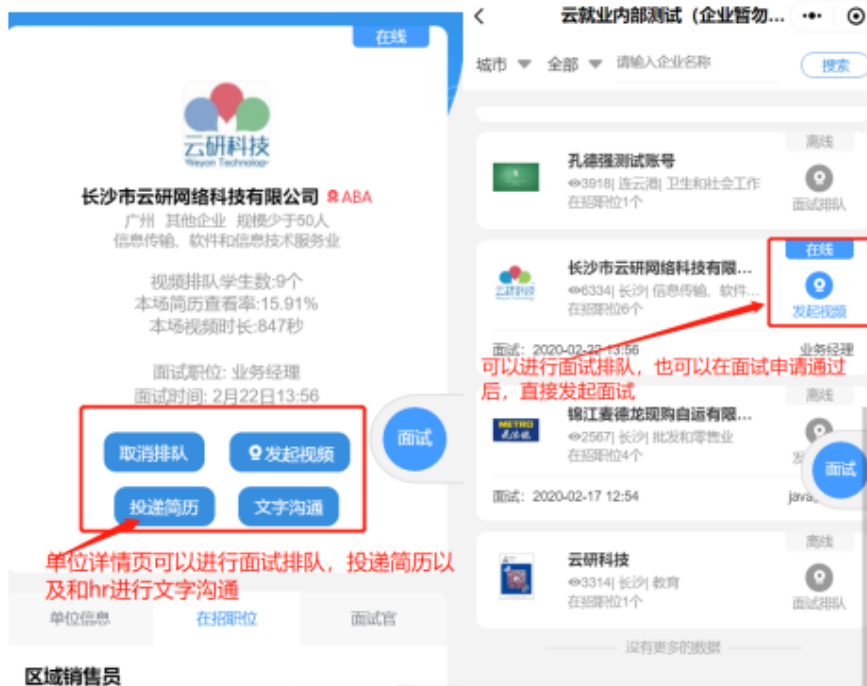 在线
云研科技
Weyon Technology
长沙市云研网络科技有限公司 ABA
广州 其他企业 规模少于50人
信息传输、软件和信息技术服务业
视频排队学生数:9个
本场简历查看率:15.91%
本场视频时长:847秒
面试职位: 业务经理
面试时间: 2月22日13:56
取消排队
发起视频
面试
投递简历
文字沟通
单位详情页可以进行面试排队，投递简历以
及和hr进行文字沟通
单位信息
在招职位
面试官
区域销售员
云就业内部测试（企业暂勿...
城市 全部 请输入企业名称 搜索
离线
孔德强测试账号
3918| 连云港| 卫生和社会工作
在招职位1个
面试排队
在线
长沙市云研网络科技有限...
云研科技
6334| 长沙| 信息传输、软件...
在招职位6个
发起视频
面试：2020-02-22 13:56
业务经理
可以进行面试排队，也可以在面试申请通过
后，直接发起面试
离线
METRO
麦德龙
锦江麦德龙现购自运有限...
2567| 长沙| 批发和零售业
在招职位4个
发
面试
面试：2020-02-17 12:54
java
离线
云研科技
3314| 长沙| 教育
在招职位1个
面试排队
没有更多的数据